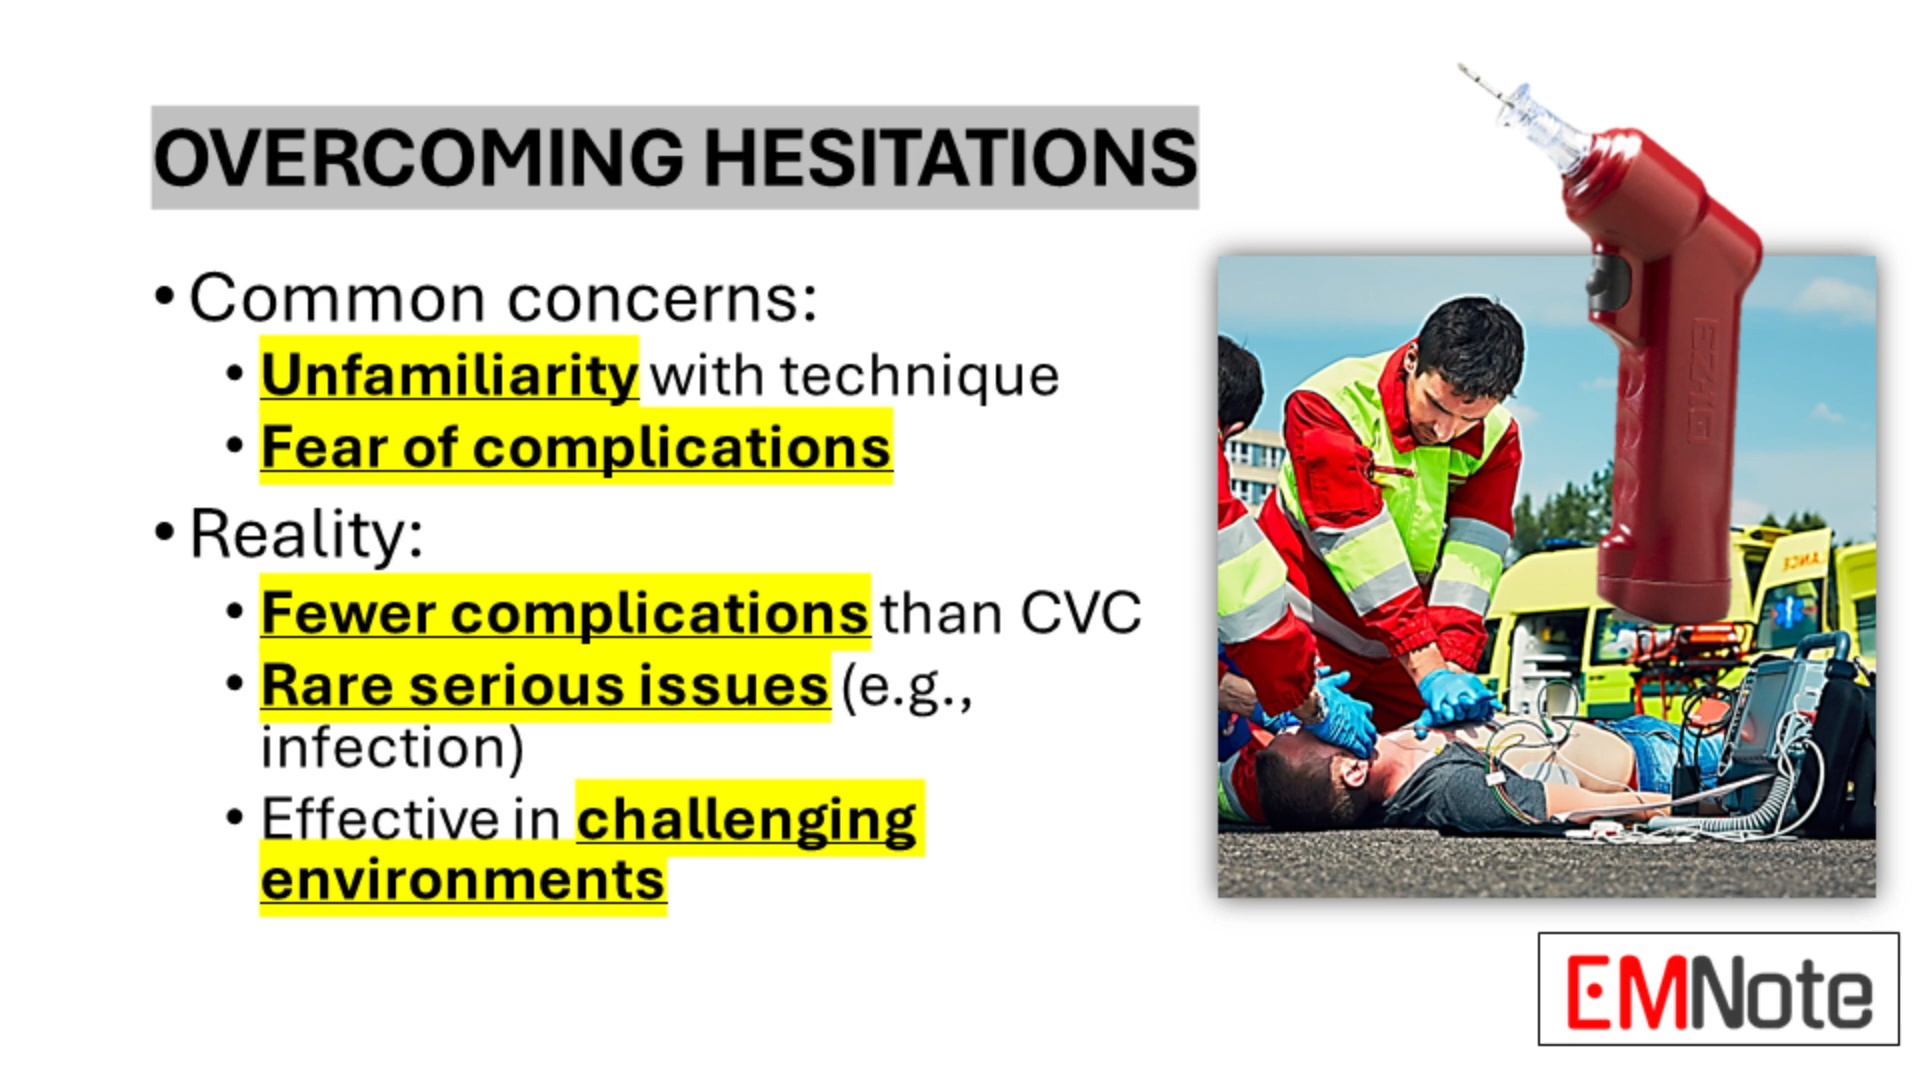 OVERCOMING HESITATIONS
• Common concerns:
• Unfamiliarity with technique
• Fear of complications
• Reality:
• Fewer complications than CVC
• Rare serious issues (e.g.,
infection)
• Effective in challenging
environments
EZ-IO
EMNote